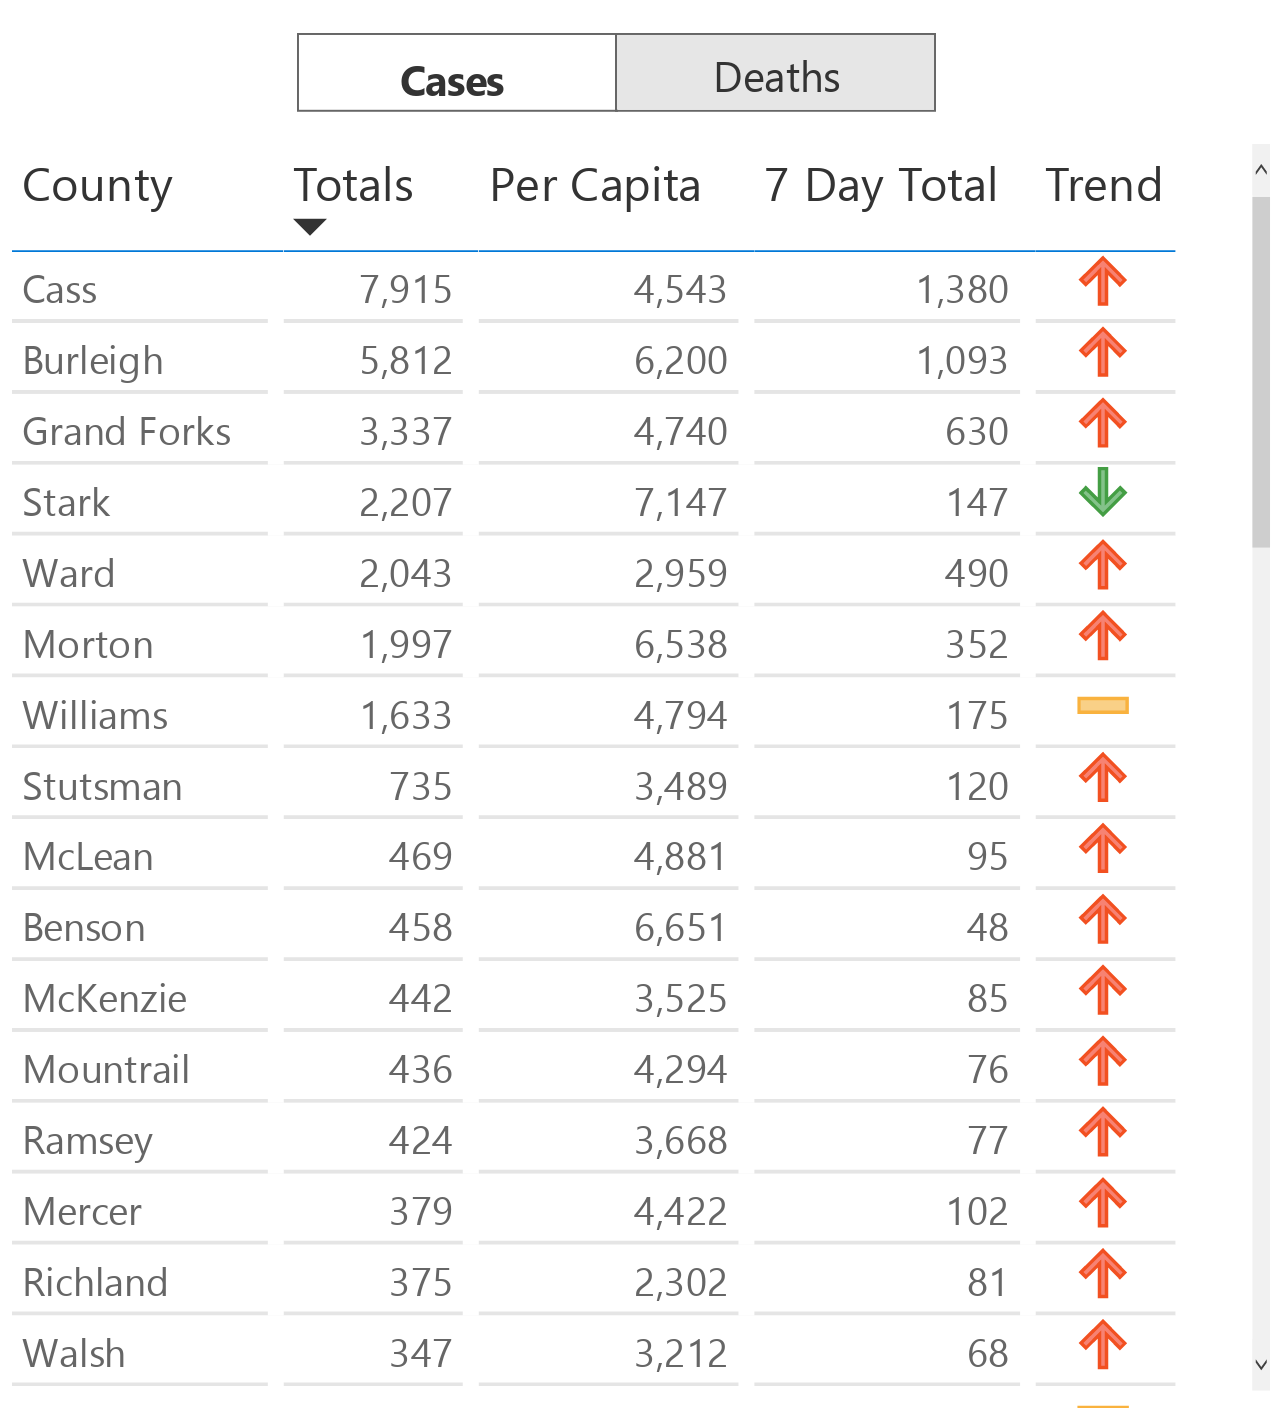 Cases Deaths
County Totals Per Capita 7 Day Total Trend
Cass 7,915 4,543 1,380
Burleigh 5,812 6,200 1,093
Grand Forks 3,337 4,740 630
Stark 2,207 7,147 147
Ward 2,043 2,959 490
Morton 1,997 6,538 352
Williams 1,633 4,794 175
Stutsman 735 3,489 120
McLean 469 4,881 95
Benson 458 6,651 48
McKenzie 442 3,525 85
Mountrail 436 4,294 76
Ramsey 424 3,668 77
Mercer 379 4,422 102
Richland 375 2,302 81
Walsh 347 3,212 68